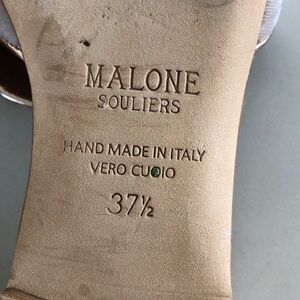 MALONE
SOULIERS
HAND MADE IN ITALY
VERO CUOIO
37½